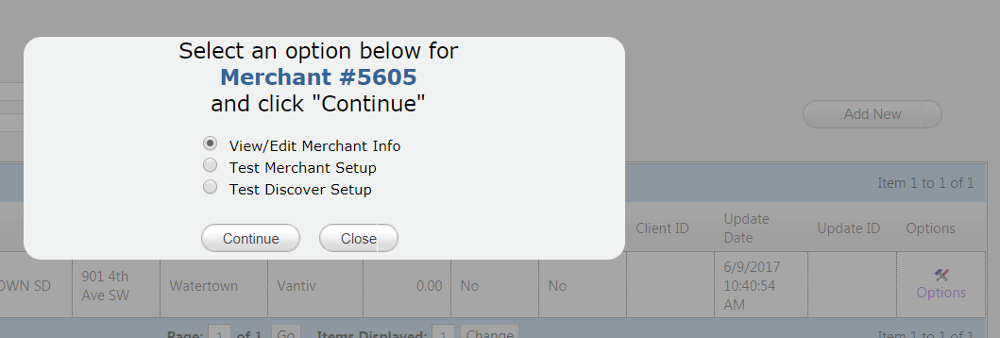 Select an option below for
Merchant #5605
and click "Continue"
View/Edit Merchant Info
Test Merchant Setup
Test Discover Setup
Continue Close
Add New
Item 1 to 1 of 1
Client ID Update Date Update ID Options
OWN SD 901 4th Ave SW Watertown Vantiv 0.00 No No 6/9/2017 10:40:54 AM Options
Page: 1 of 1 Go Items Displayed: 1 Change Item 1 to 1 of 1